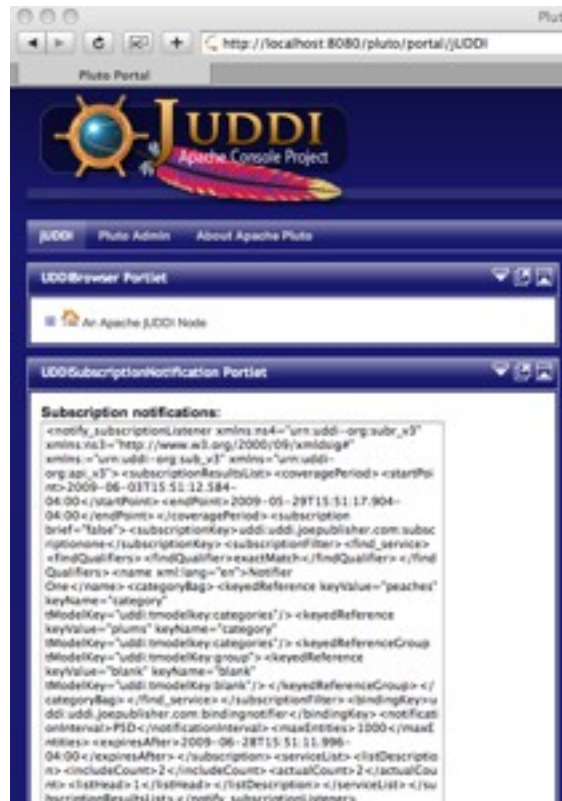 Plut
http://localhost:8080/pluto/portal/jUDDI
Pluto Portal
JUDDI
Apache Console Project
jUDDI Pluto Admin About Apache Pluto
UDDIBrowser Portlet
An Apache jUDDI Node
UDDISubscriptionNotification Portlet
Subscription notifications:
<notify_subscriptionListener xmlns:ns4="urn:uddi-org:subr_v3"
xmlns:ns3="http://www.w3.org/2000/09/xmldsig#"
xmlns:="urn:uddi-org:sub_v3" xmlns="urn:uddi-
org:api_v3"><subscriptionResultsList><coveragePeriod><startPoi
nt>2009-06-03T15:51:12.584-
04:00</startPoint><endPoint>2009-05-29T15:51:17.904-
04:00</endPoint></coveragePeriod><subscription
brief="false"><subscriptionKey>uddi:uddi.joepublisher.com:subsc
riptionone</subscriptionKey><subscriptionFilter><find_service>
<findQualifiers><findQualifier>exactMatch</findQualifier></find
Qualifiers><name xml:lang="en">Notifier
One</name><categoryBag><keyedReference keyValue="peaches"
keyName="category"
tModelKey="uddi:tmodelkey:categories"/><keyedReference
keyValue="plums" keyName="category"
tModelKey="uddi:tmodelkey:categories"/><keyedReferenceGroup
tModelKey="uddi:tmodelkey:group"><keyedReference
keyValue="blank" keyName="blank"
tModelKey="uddi:tmodelkey:blank"/></keyedReferenceGroup></
categoryBag></find_service></subscriptionFilter><bindingKey>u
ddi:uddi.joepublisher.com:bindingnotifier</bindingKey><notificati
onInterval>P5D</notificationInterval><maxEntities>1000</maxE
ntities><expiresAfter>2009-06-28T15:51:11.996-
04:00</expiresAfter></subscription><serviceList><listDescriptio
n><includeCount>2</includeCount><actualCount>2</actualCou
nt><listHead>1</listHead></listDescription></serviceList></su
bscriptionResultsList></notify_subscriptionListener>